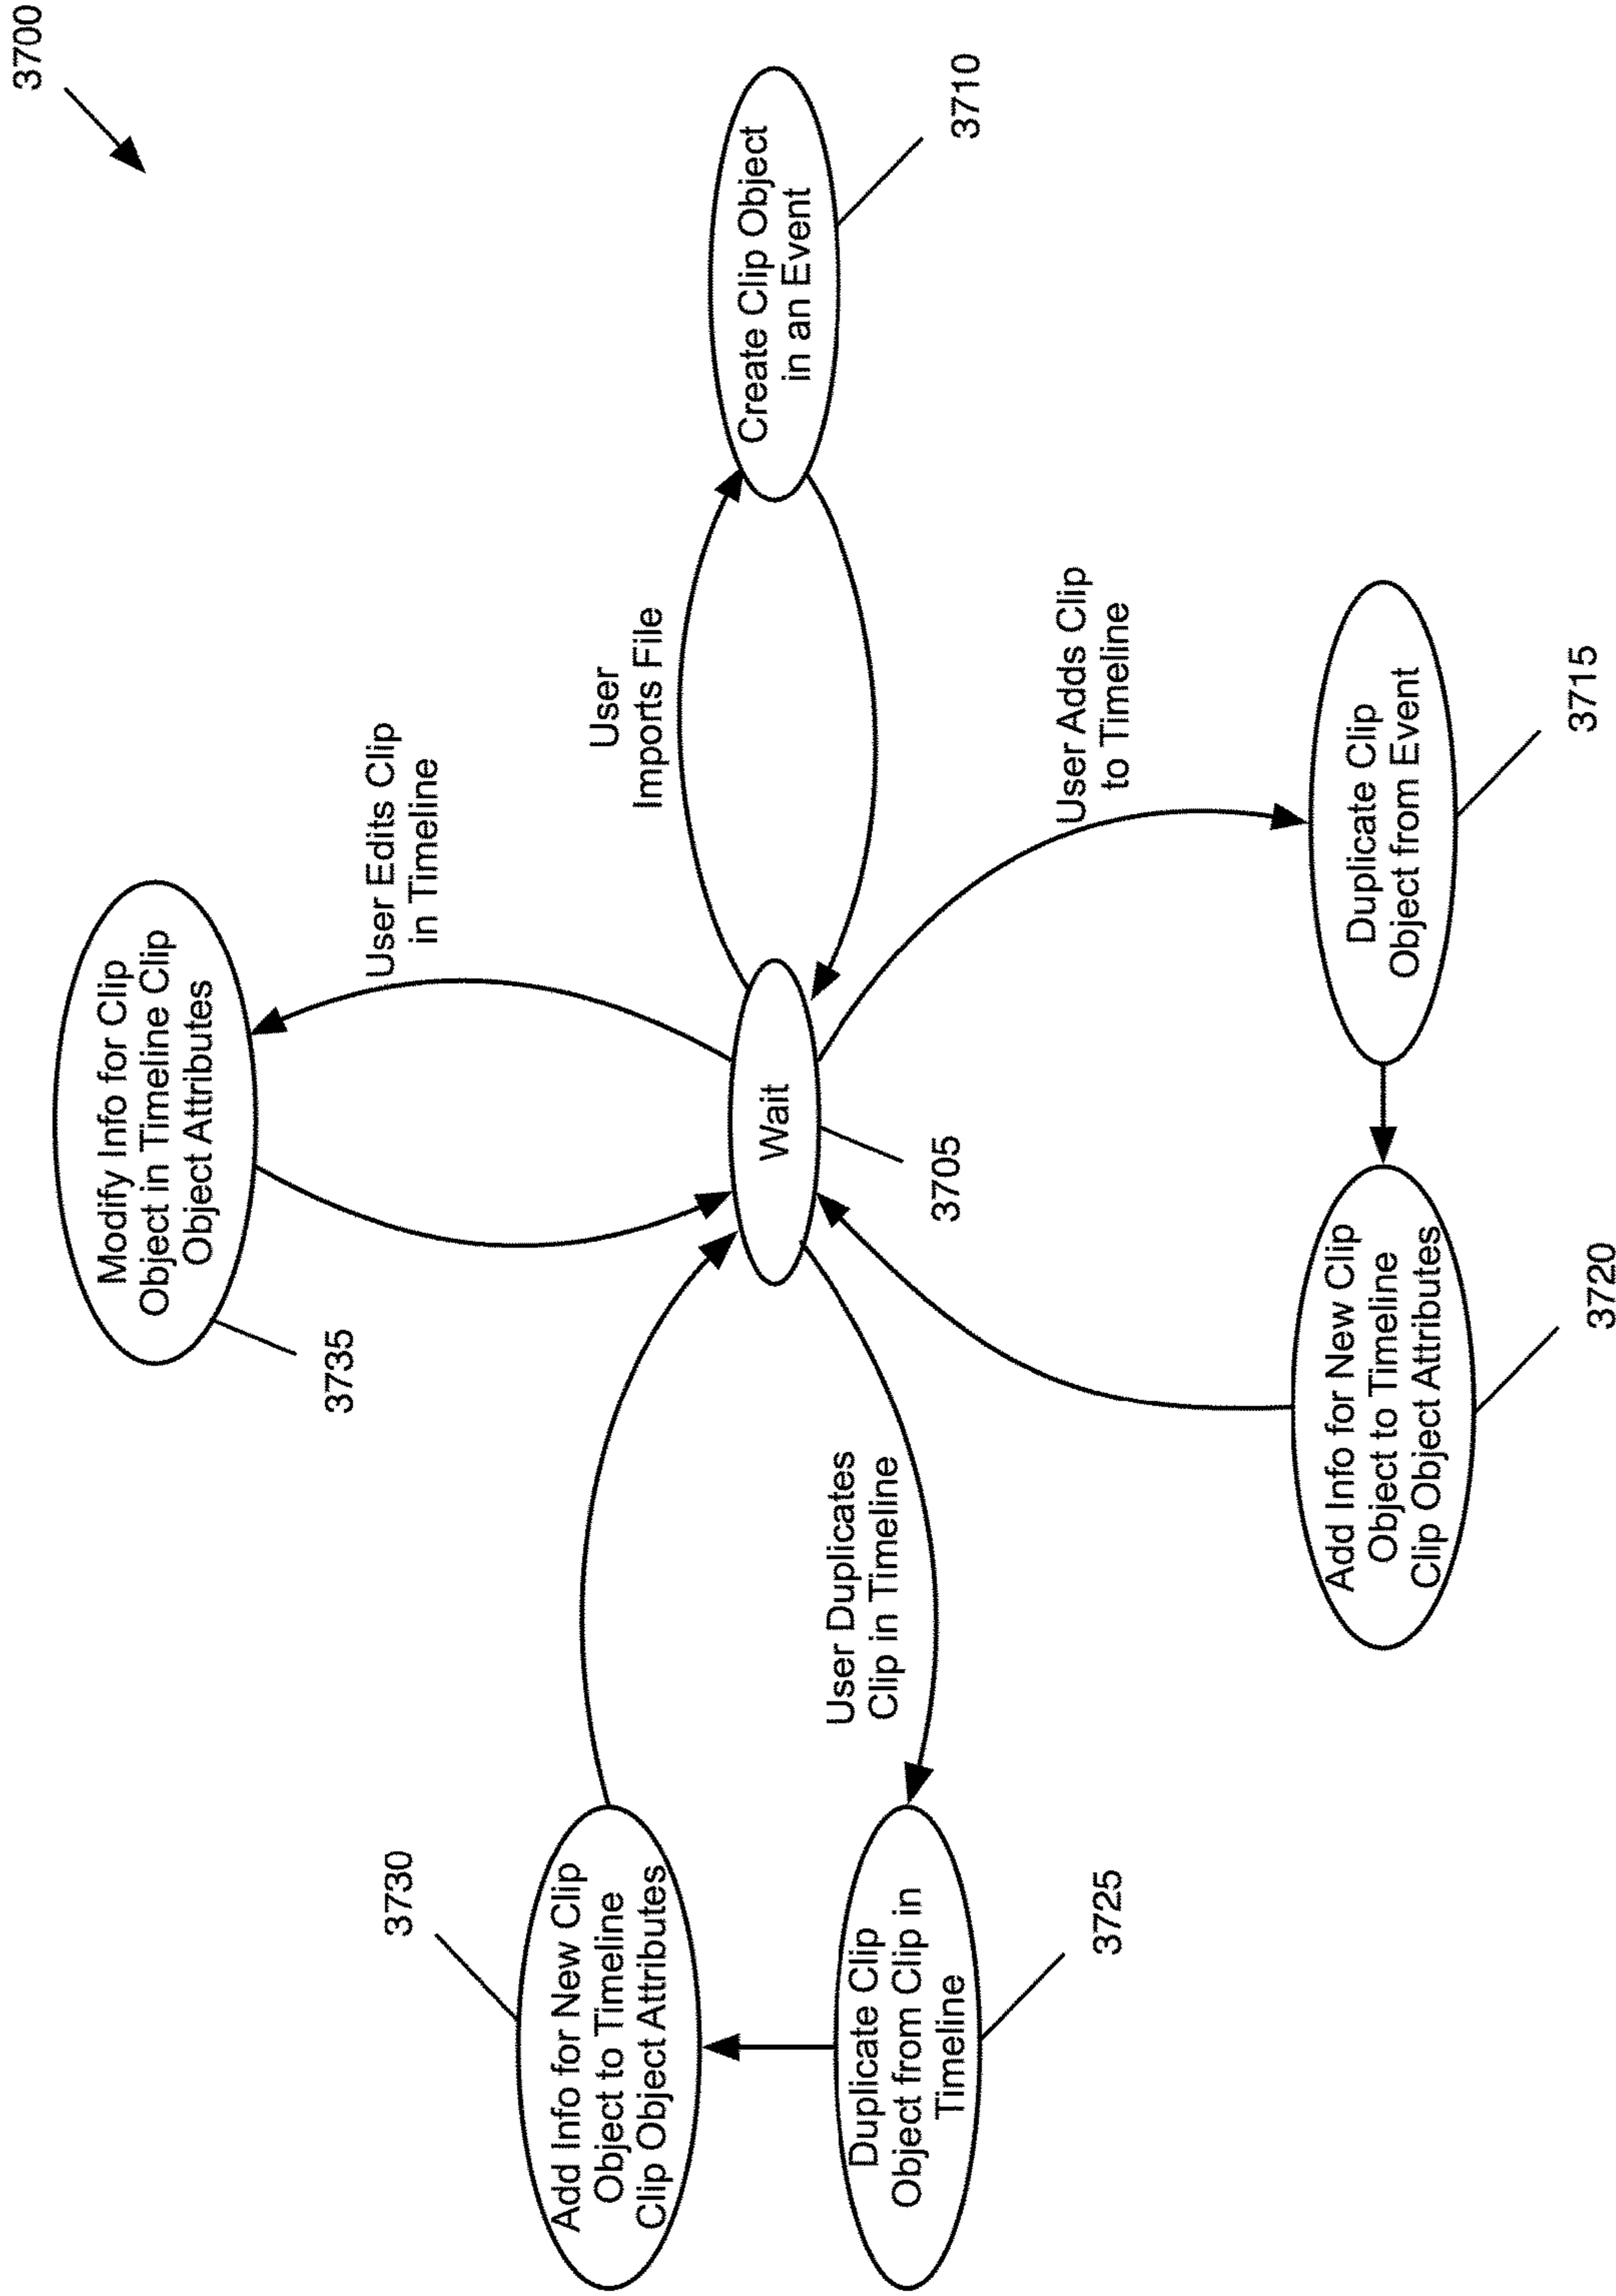 3700
Modify Info for Clip
Object in Timeline Clip
Object Attributes
3735
User Edits Clip
in Timeline
3730
Add Info for New Clip
Object to Timeline
Clip Object Attributes
User
Imports File
Wait
Create Clip Object
in an Event
User Duplicates
Clip in Timeline
Duplicate Clip
Object from Clip in
Timeline
3705
3710
User Adds Clip
to Timeline
3725
Add Info for New Clip
Object to Timeline
Clip Object Attributes
Duplicate Clip
Object from Event
3720
3715